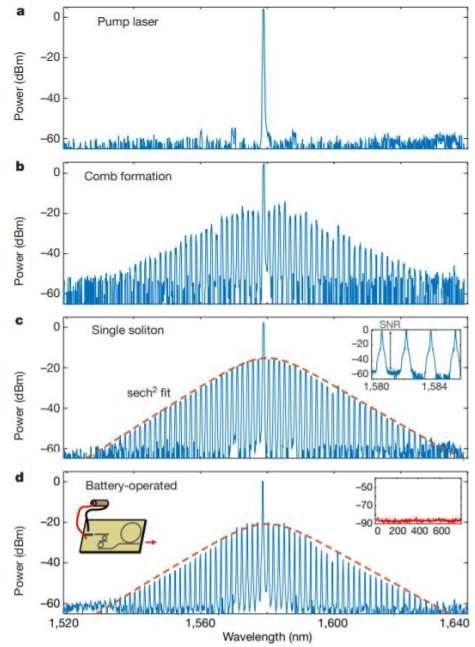 a
Pump laser
Power (dBm)
0
−20
−40
−60
b
Comb formation
Power (dBm)
0
−20
−40
−60
c
Single soliton
sech² fit
Power (dBm)
0
−20
−40
−60
SNR
0
−20
−40
−60
1,580
1,584
d
Battery-operated
Power (dBm)
0
−20
−40
−60
−50
−70
−90
0 200 400 600
1,520
1,560
1,600
1,640
Wavelength (nm)